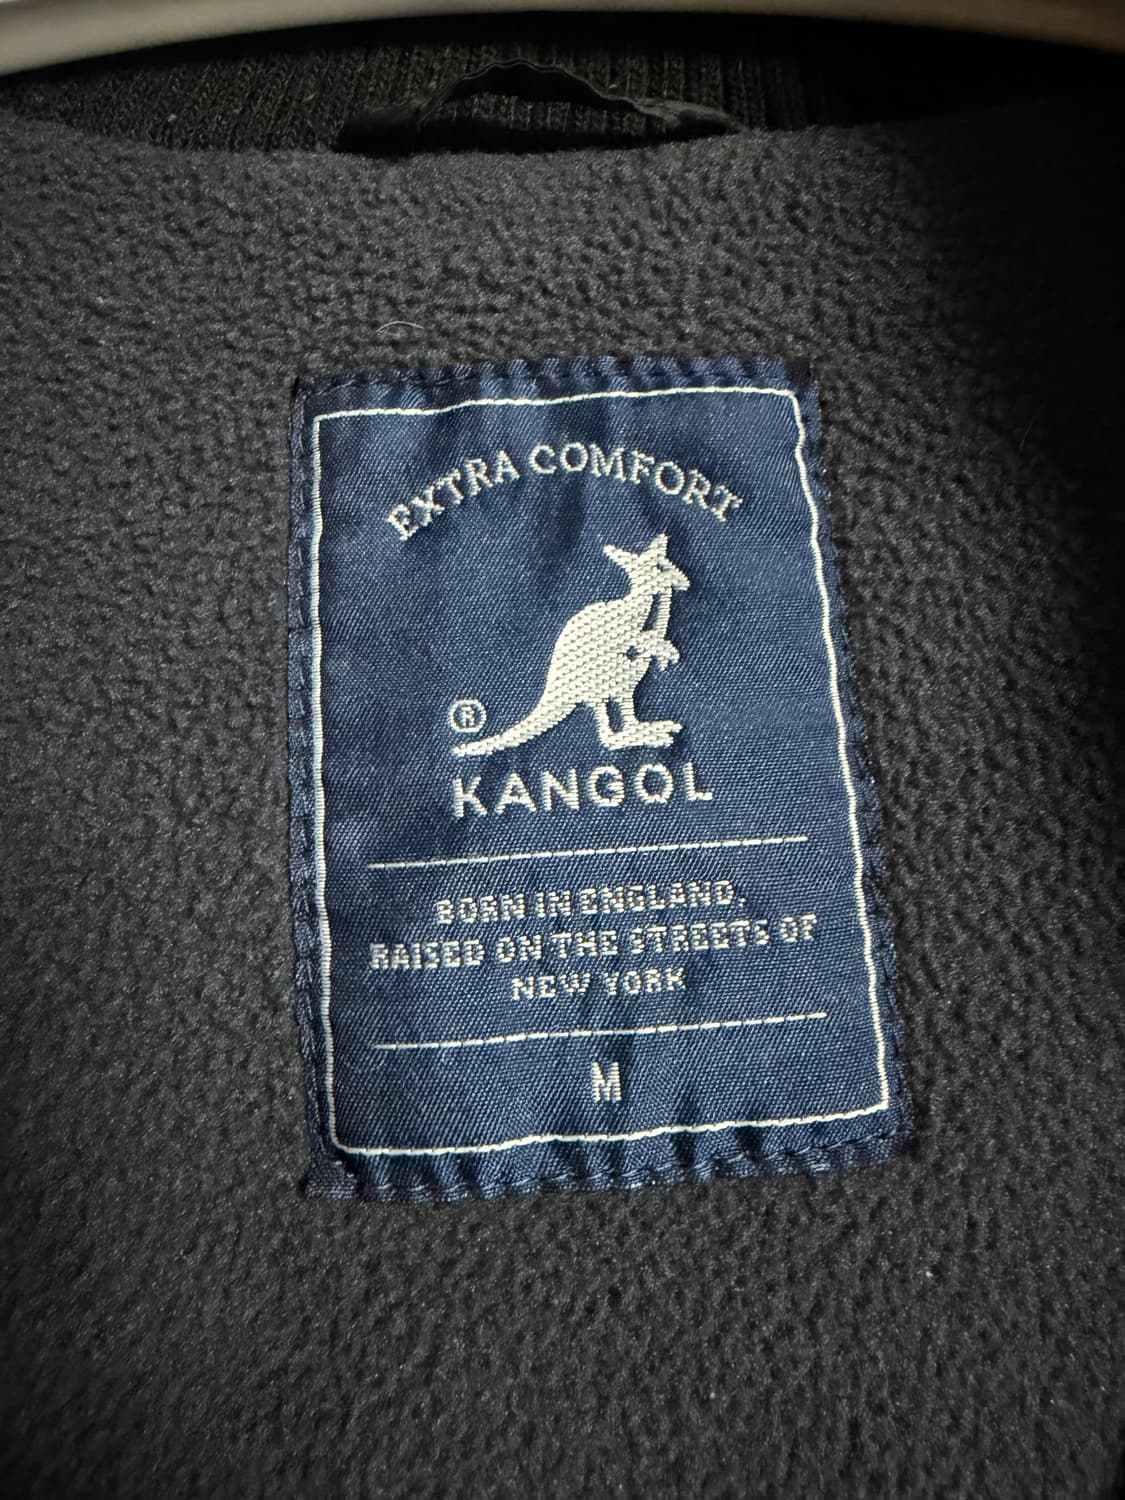 EXTRA COMFORT
®
KANGOL
BORN IN ENGLAND.
RAISED ON THE STREETS OF
NEW YORK
M